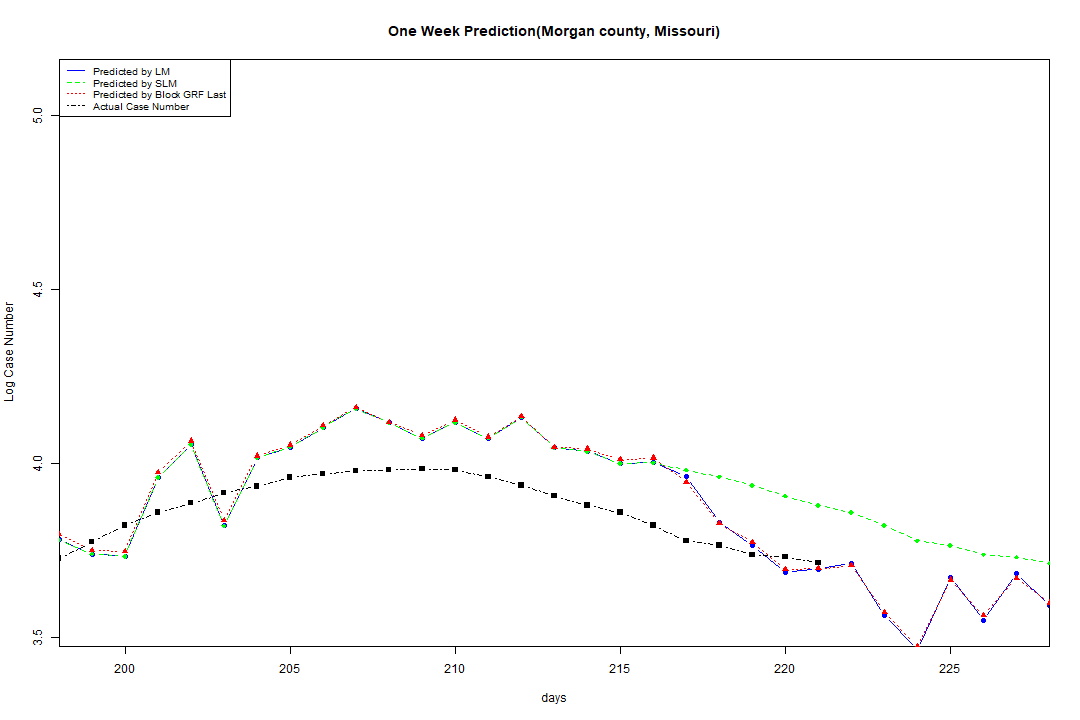 One Week Prediction(Morgan county, Missouri)
Predicted by LM
Predicted by SLM
Predicted by Block GRF Last
Actual Case Number
5.0
4.5
4.0
3.5
Log Case Number
200 205 210 215 220 225
days